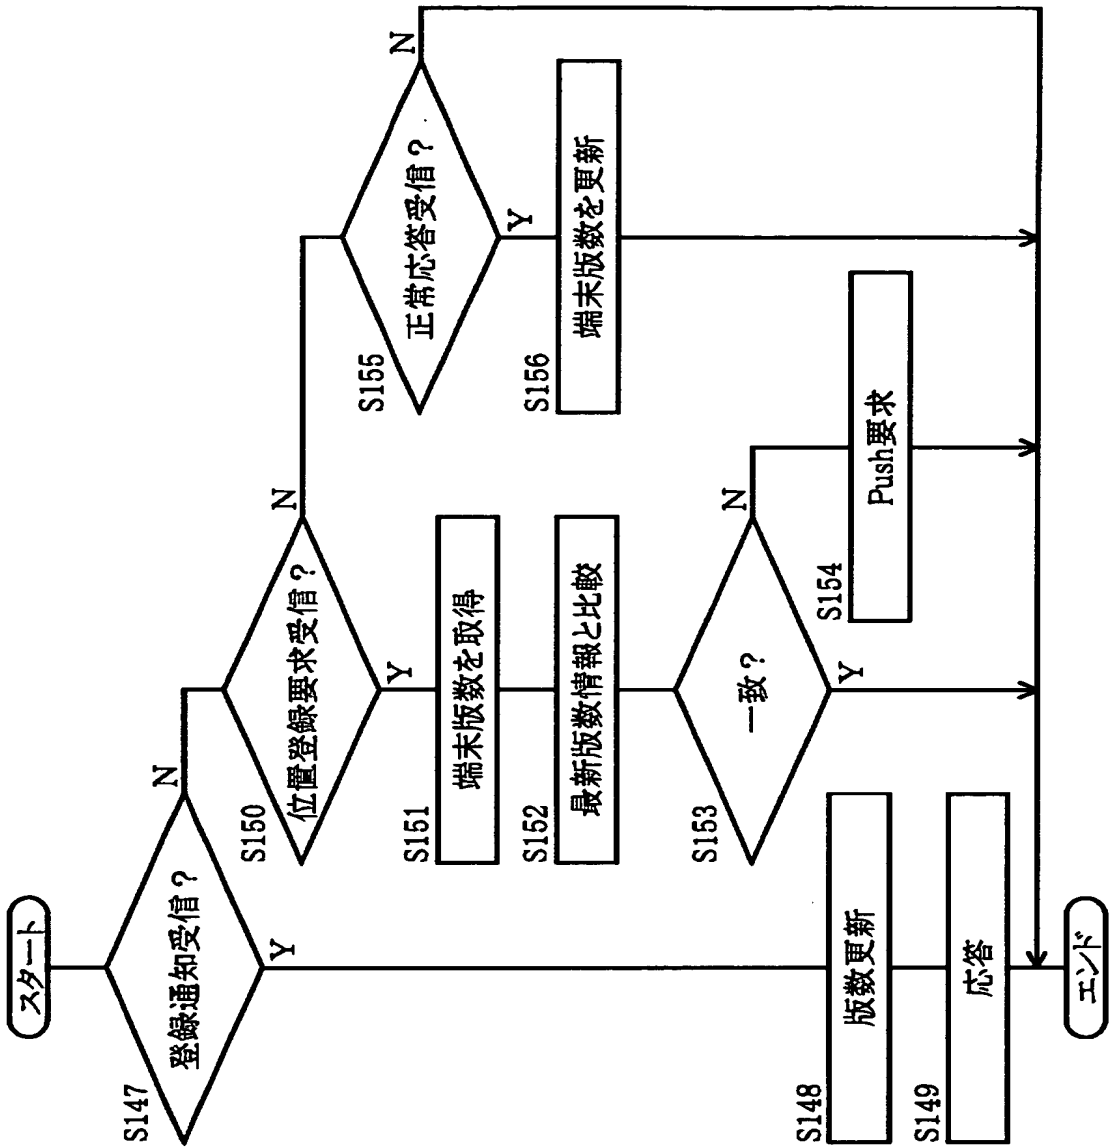 スタート
S147
登録通知受信？
N
Y
S148
版数更新
S149
応答
エンド
S150
位置登録要求受信？
N
Y
S151
端末版数を取得
S152
最新版数情報と比較
S153
一致？
N
Y
S154
Push要求
S155
正常応答受信？
N
Y
S156
端末版数を更新